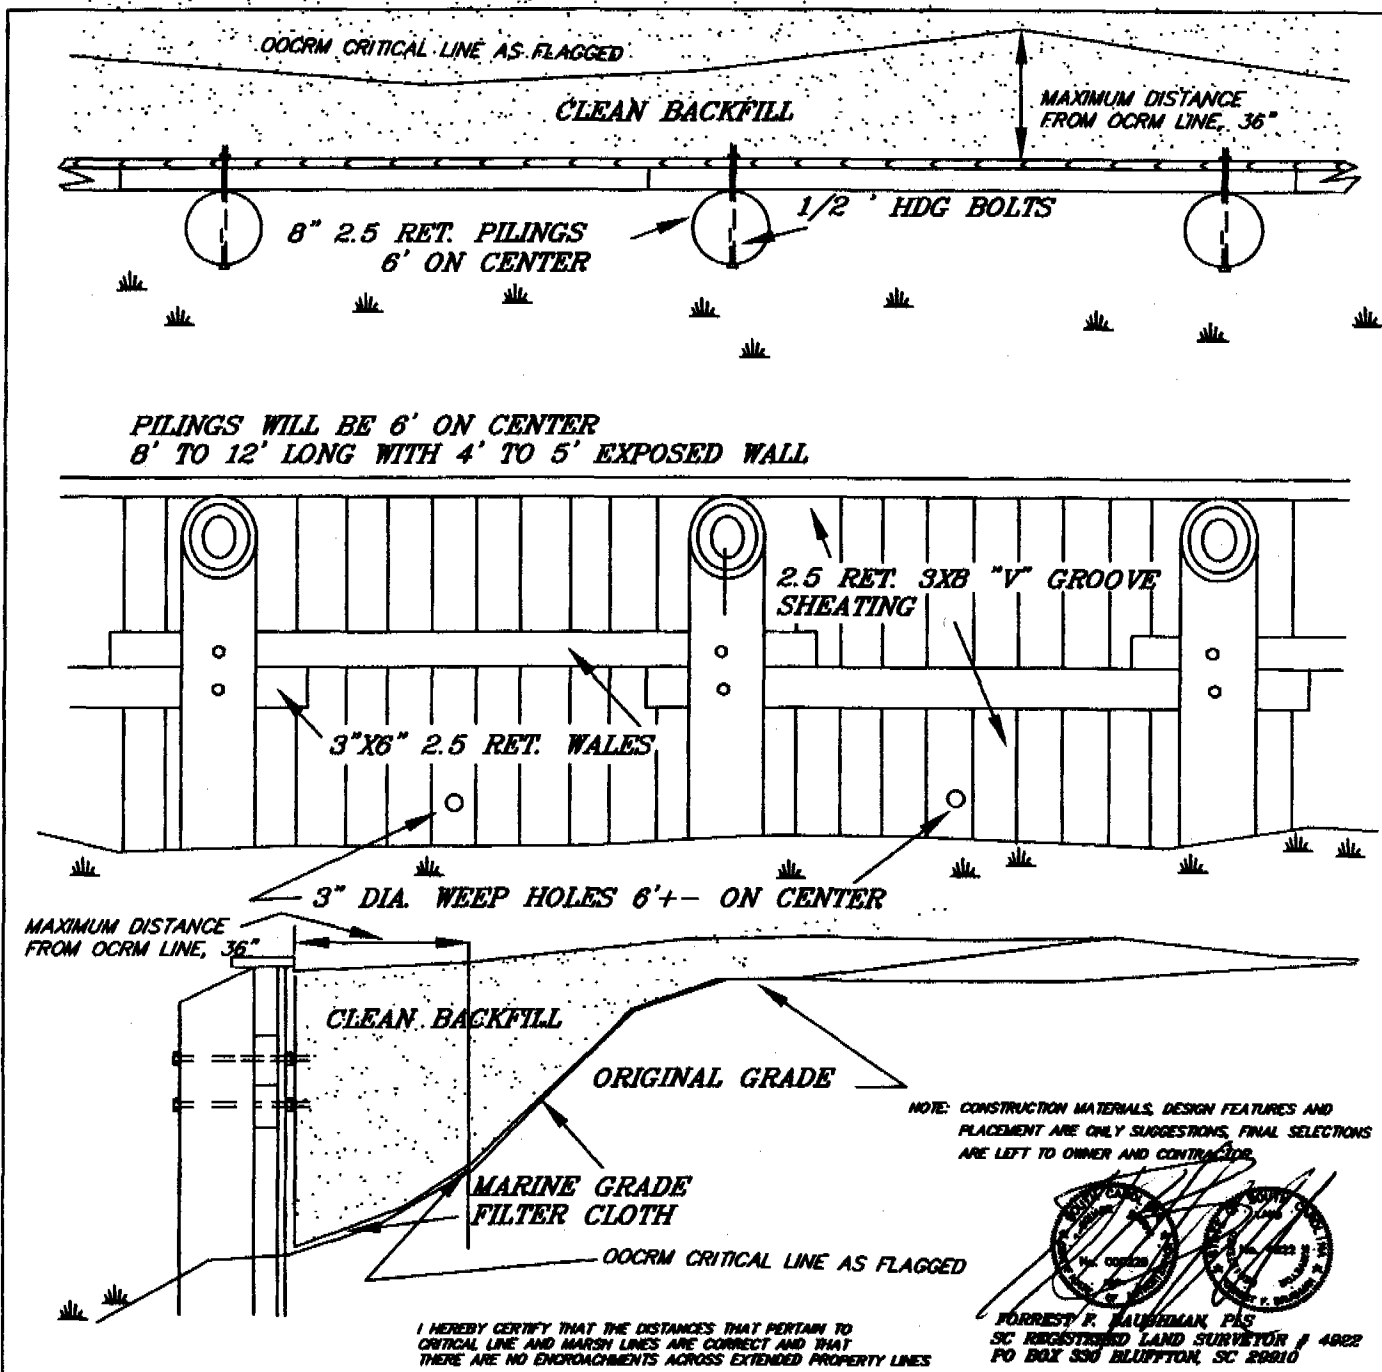 OOCRM CRITICAL LINE AS FLAGGED
CLEAN BACKFILL
MAXIMUM DISTANCE
FROM OCRM LINE, 36"
1/2 ' HDG BOLTS
8" 2.5 RET. PILINGS
6' ON CENTER
PILINGS WILL BE 6' ON CENTER
8' TO 12' LONG WITH 4' TO 5' EXPOSED WALL
2.5 RET. 3X8 "V" GROOVE
SHEATING
3"X6" 2.5 RET. WALES
3" DIA. WEEP HOLES 6'+- ON CENTER
MAXIMUM DISTANCE
FROM OCRM LINE, 36"
CLEAN BACKFILL
ORIGINAL GRADE
NOTE: CONSTRUCTION MATERIALS, DESIGN FEATURES AND
PLACEMENT ARE ONLY SUGGESTIONS, FINAL SELECTIONS
ARE LEFT TO OWNER AND CONTRACTOR
MARINE GRADE
FILTER CLOTH
OOCRM CRITICAL LINE AS FLAGGED
I HEREBY CERTIFY THAT THE DISTANCES THAT PERTAIN TO
CRITICAL LINE AND MARSH LINES ARE CORRECT AND THAT
THERE ARE NO ENCROACHMENTS ACROSS EXTENDED PROPERTY LINES
FORREST F. BAUGHMAN, PLS
SC REGISTERED LAND SURVEYOR # 4922
PO BOX 330 BLUFFTON, SC 29910